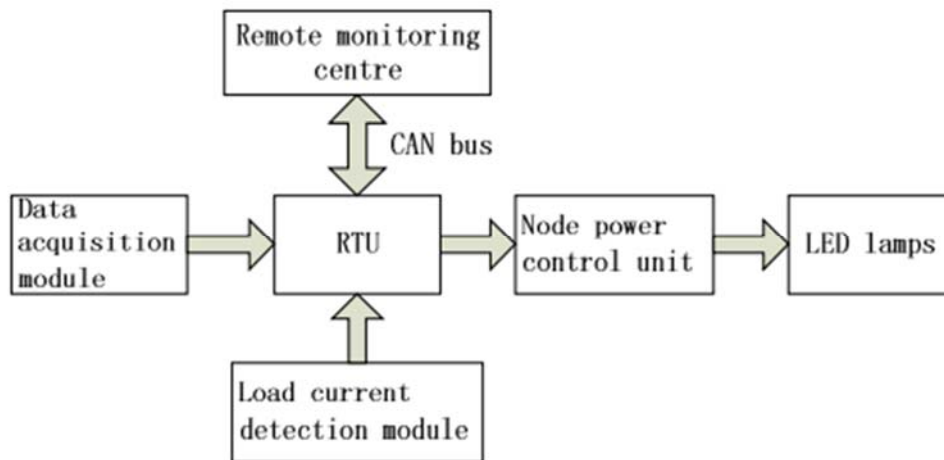 Remote monitoring
centre
CAN bus
Data
acquisition
module
RTU
Node power
control unit
LED lamps
Load current
detection module